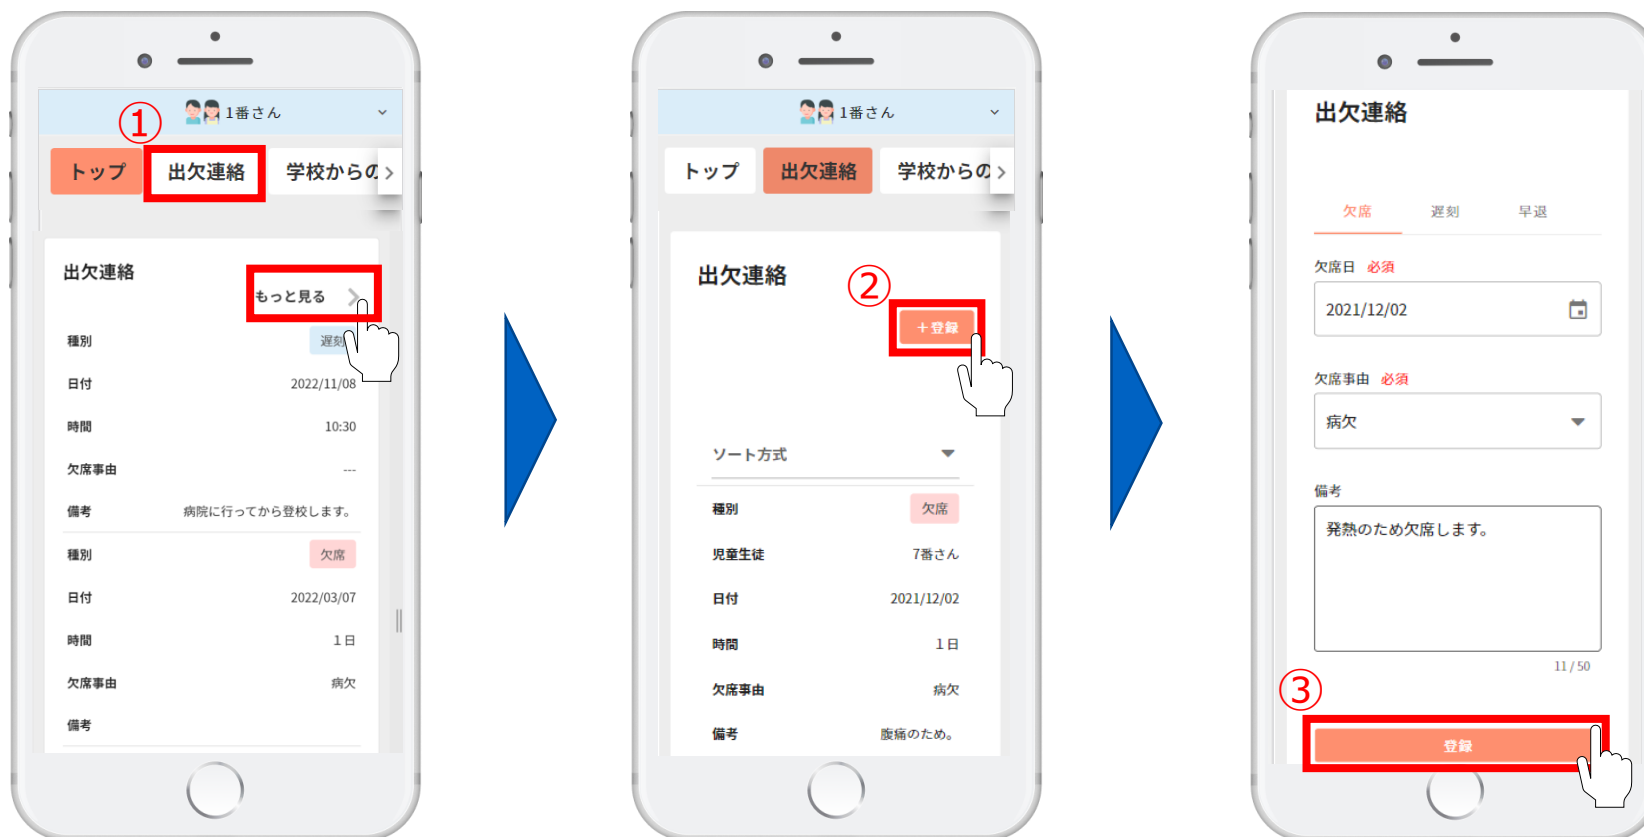 1番さん
①
トップ 出欠連絡 学校からの
出欠連絡
もっと見る
種別 遅刻
日付 2022/11/08
時間 10:30
欠席事由 ---
備考 病院に行ってから登校します。
種別 欠席
日付 2022/03/07
時間 1日
欠席事由 病欠
備考
1番さん
トップ 出欠連絡 学校からの
出欠連絡
②
+登録
ソート方式
種別 欠席
児童生徒 7番さん
日付 2021/12/02
時間 1日
欠席事由 病欠
備考 腹痛のため。
出欠連絡
欠席 遅刻 早退
欠席日 必須
2021/12/02
欠席事由 必須
病欠
備考
発熱のため欠席します。
11 / 50
③
登録